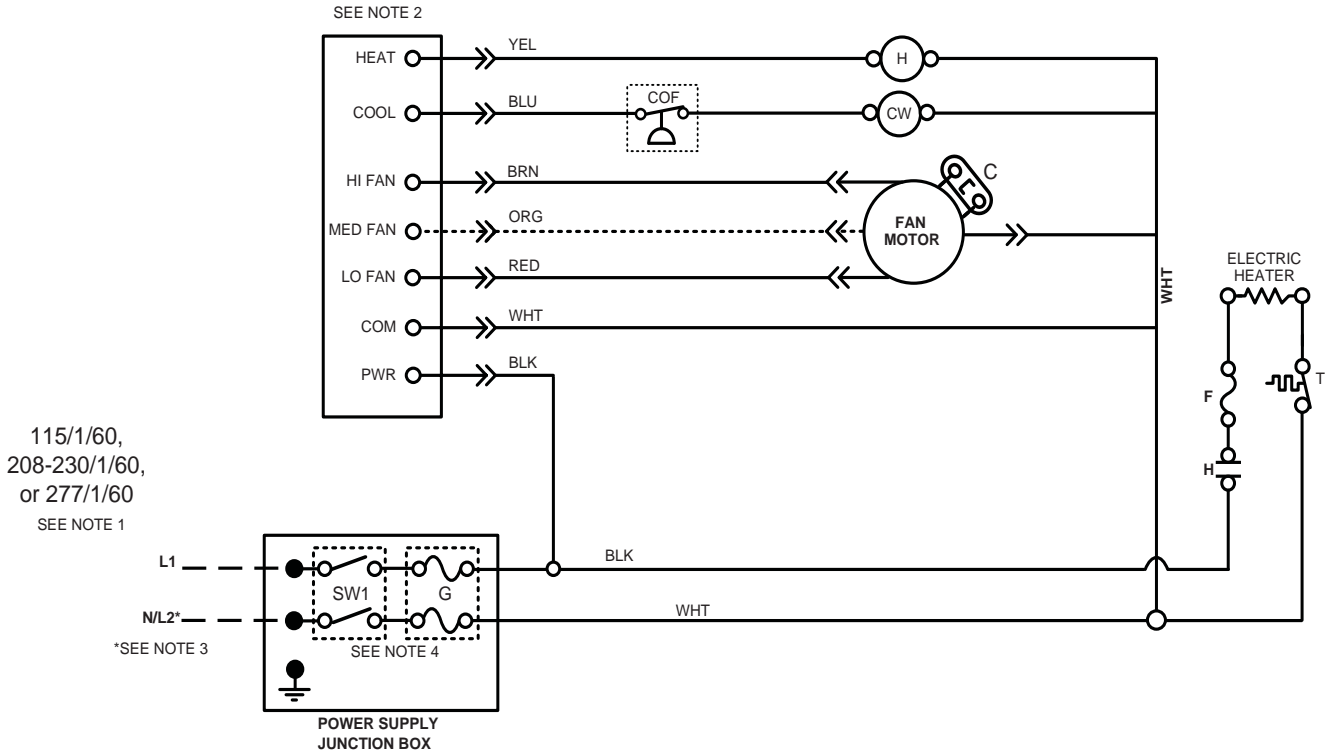 SEE NOTE 2
HEAT
YEL
H
COOL
BLU
COF
CW
HI FAN
BRN
C
MED FAN
ORG
FAN
MOTOR
LO FAN
RED
COM
WHT
PWR
BLK
WHT
ELECTRIC
HEATER
F
T
H
115/1/60,
208-230/1/60,
or 277/1/60
SEE NOTE 1
L1
SW1
G
BLK
N/L2*
WHT
*SEE NOTE 3
SEE NOTE 4
POWER SUPPLY
JUNCTION BOX